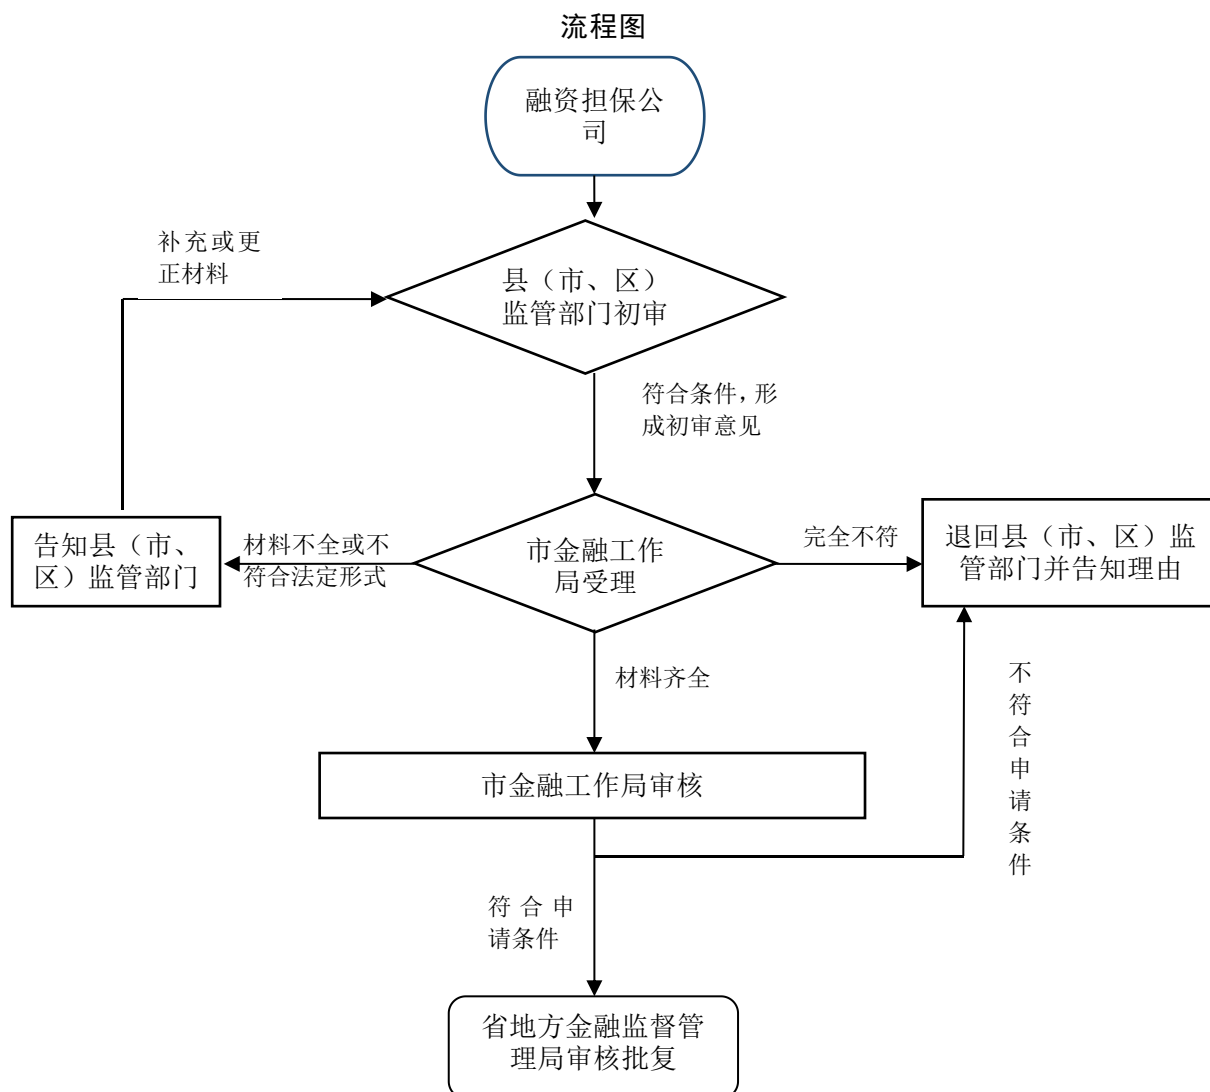 流程图
融资担保公
司
补充或更
正材料
县（市、区）
监管部门初审
符合条件，形
成初审意见
告知县（市、
区）监管部门
材料不全或不
符合法定形式
市金融工作
局受理
完全不符
退回县（市、区）监
管部门并告知理由
材料齐全
不
符
合
申
请
条
件
市金融工作局审核
符合申
请条件
省地方金融监督管
理局审核批复